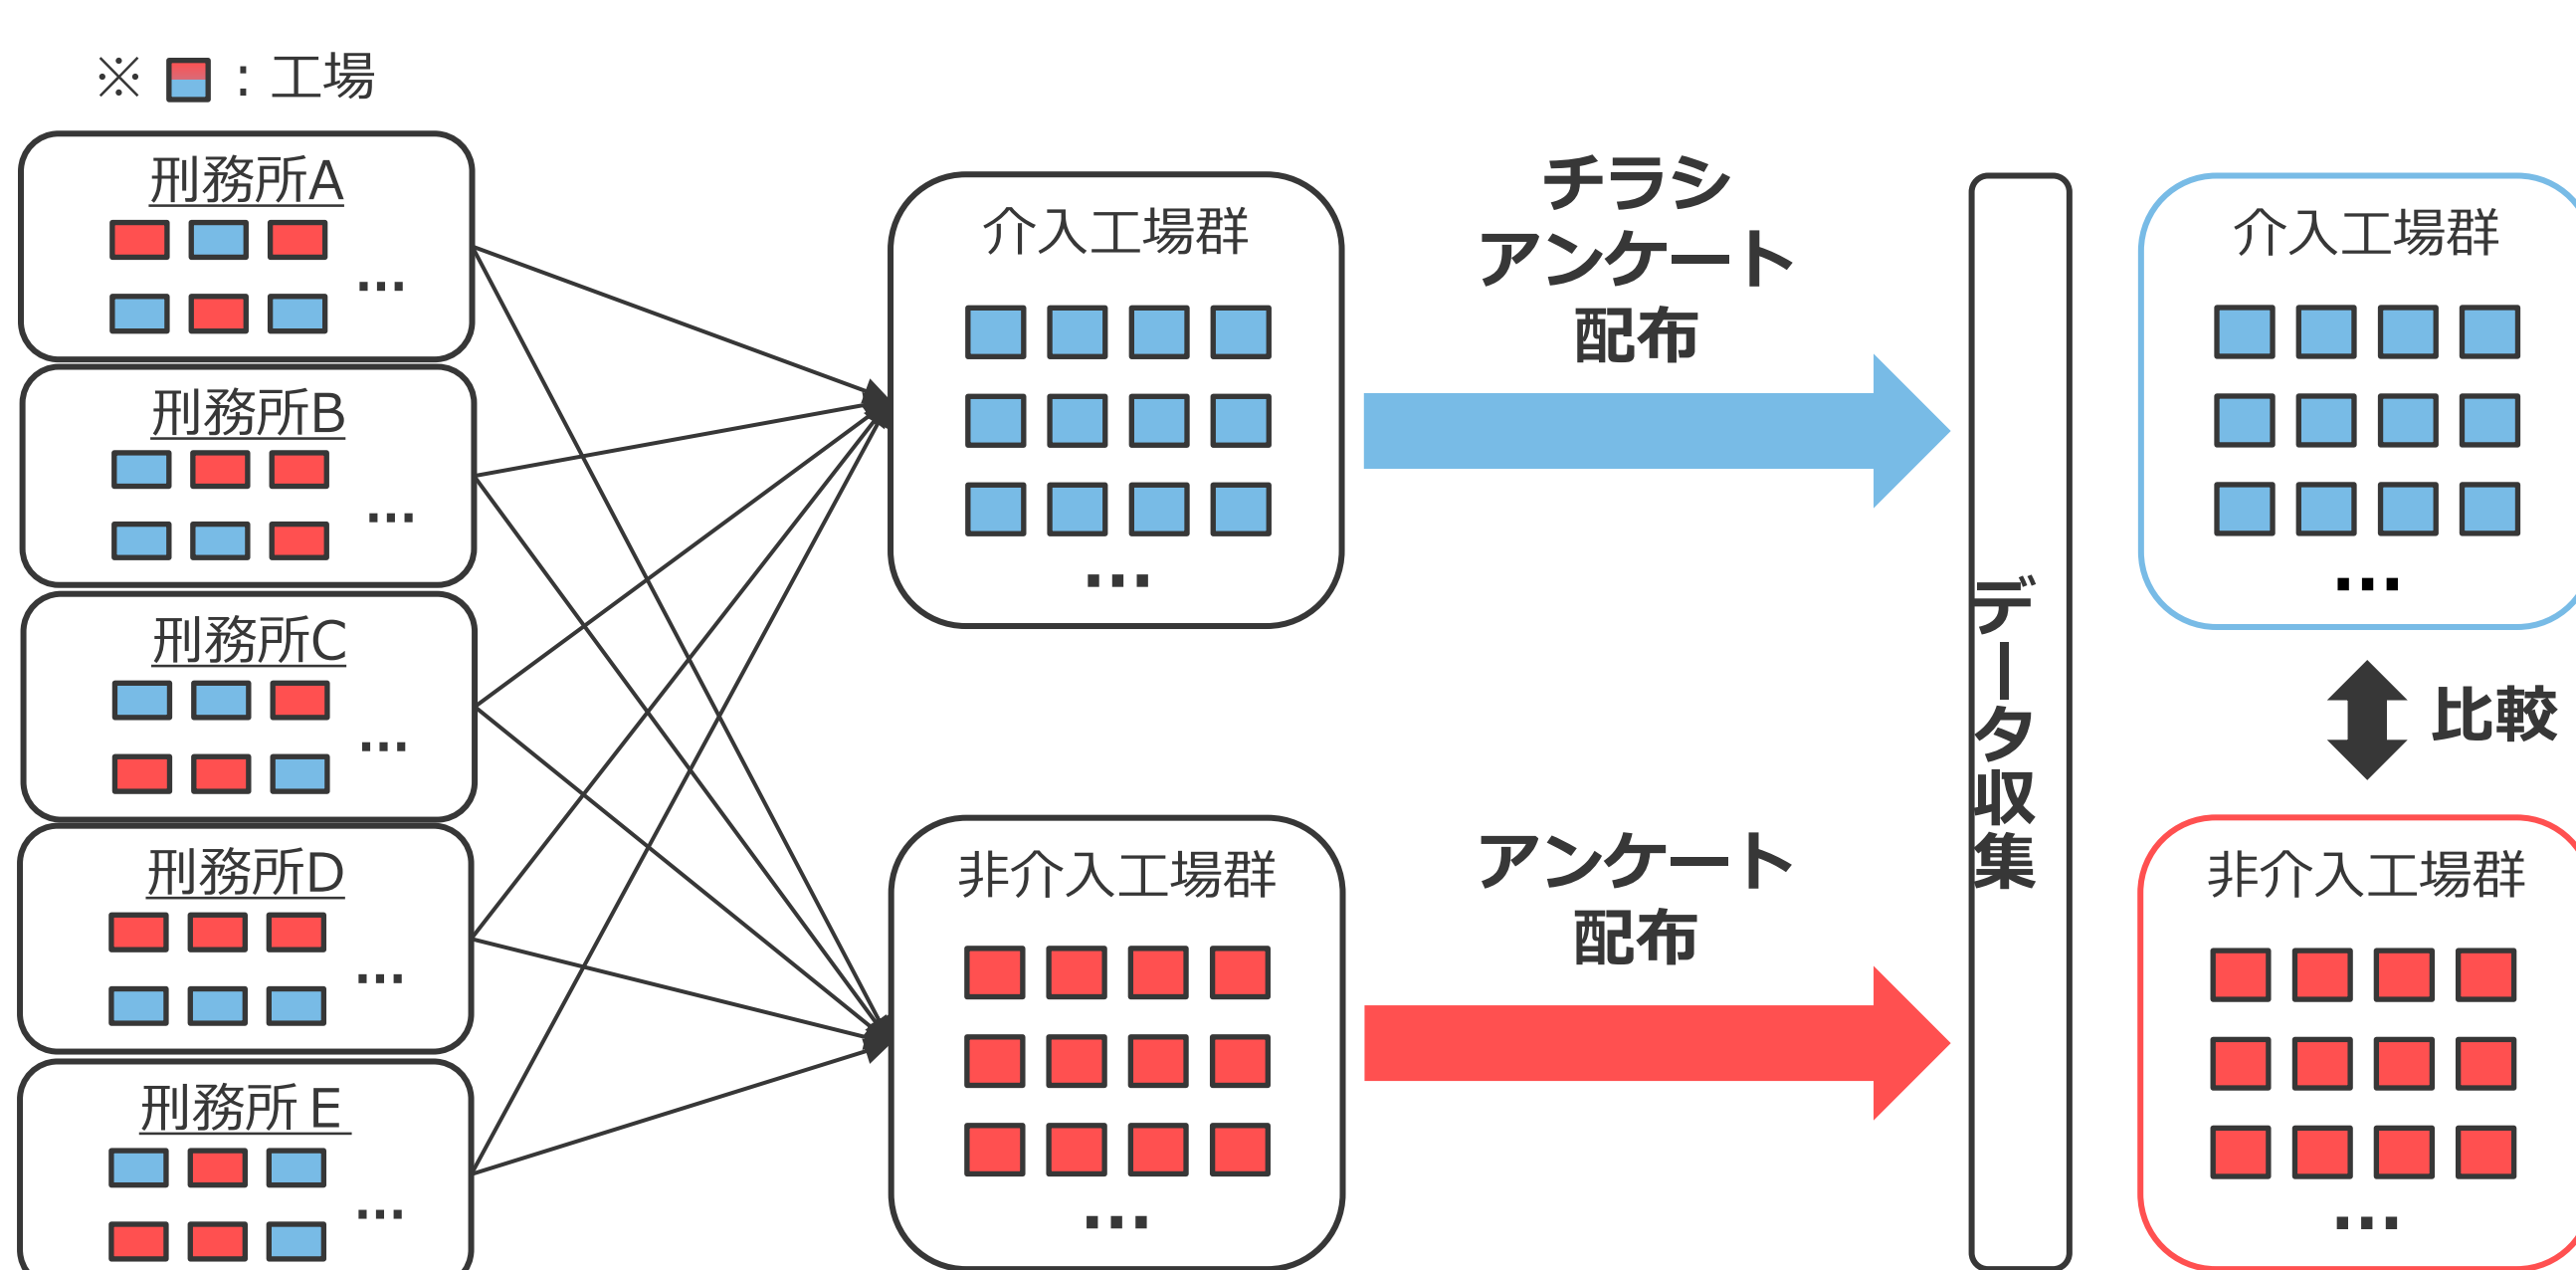 ※ : 工場
刑務所A
...
刑務所B
...
刑務所C
...
刑務所D
...
刑務所E
...
介入工場群
...
非介入工場群
...
チラシ
アンケート
配布
アンケート
配布
データ収集
介入工場群
...
比較
非介入工場群
...